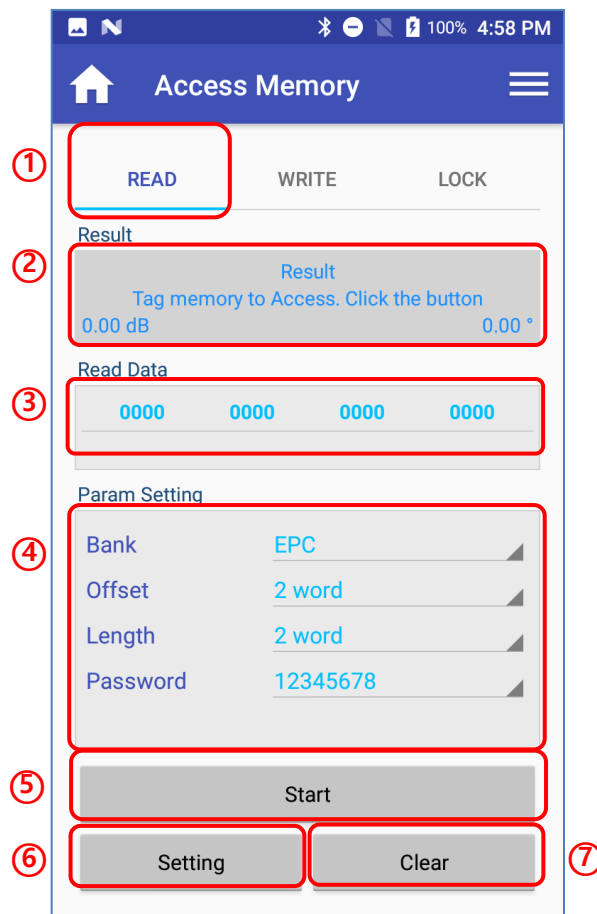 100% 4:58 PM
Access Memory
① READ WRITE LOCK
Result
② Result
Tag memory to Access. Click the button
0.00 dB 0.00 °
Read Data
③ 0000 0000 0000 0000
Param Setting
④ Bank EPC
Offset 2 word
Length 2 word
Password 12345678
⑤ Start
⑥ Setting Clear ⑦